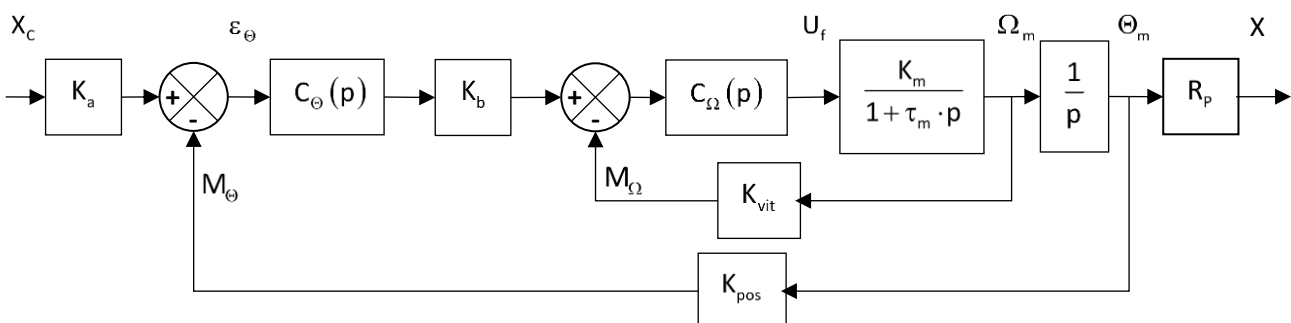 X_C
ε_Θ
U_f
Ω_m
Θ_m
X
K_a
+
-
C_Θ(p)
K_b
+
-
C_Ω(p)
K_m
1+τ_m·p
1
p
R_P
M_Θ
M_Ω
K_vit
K_pos